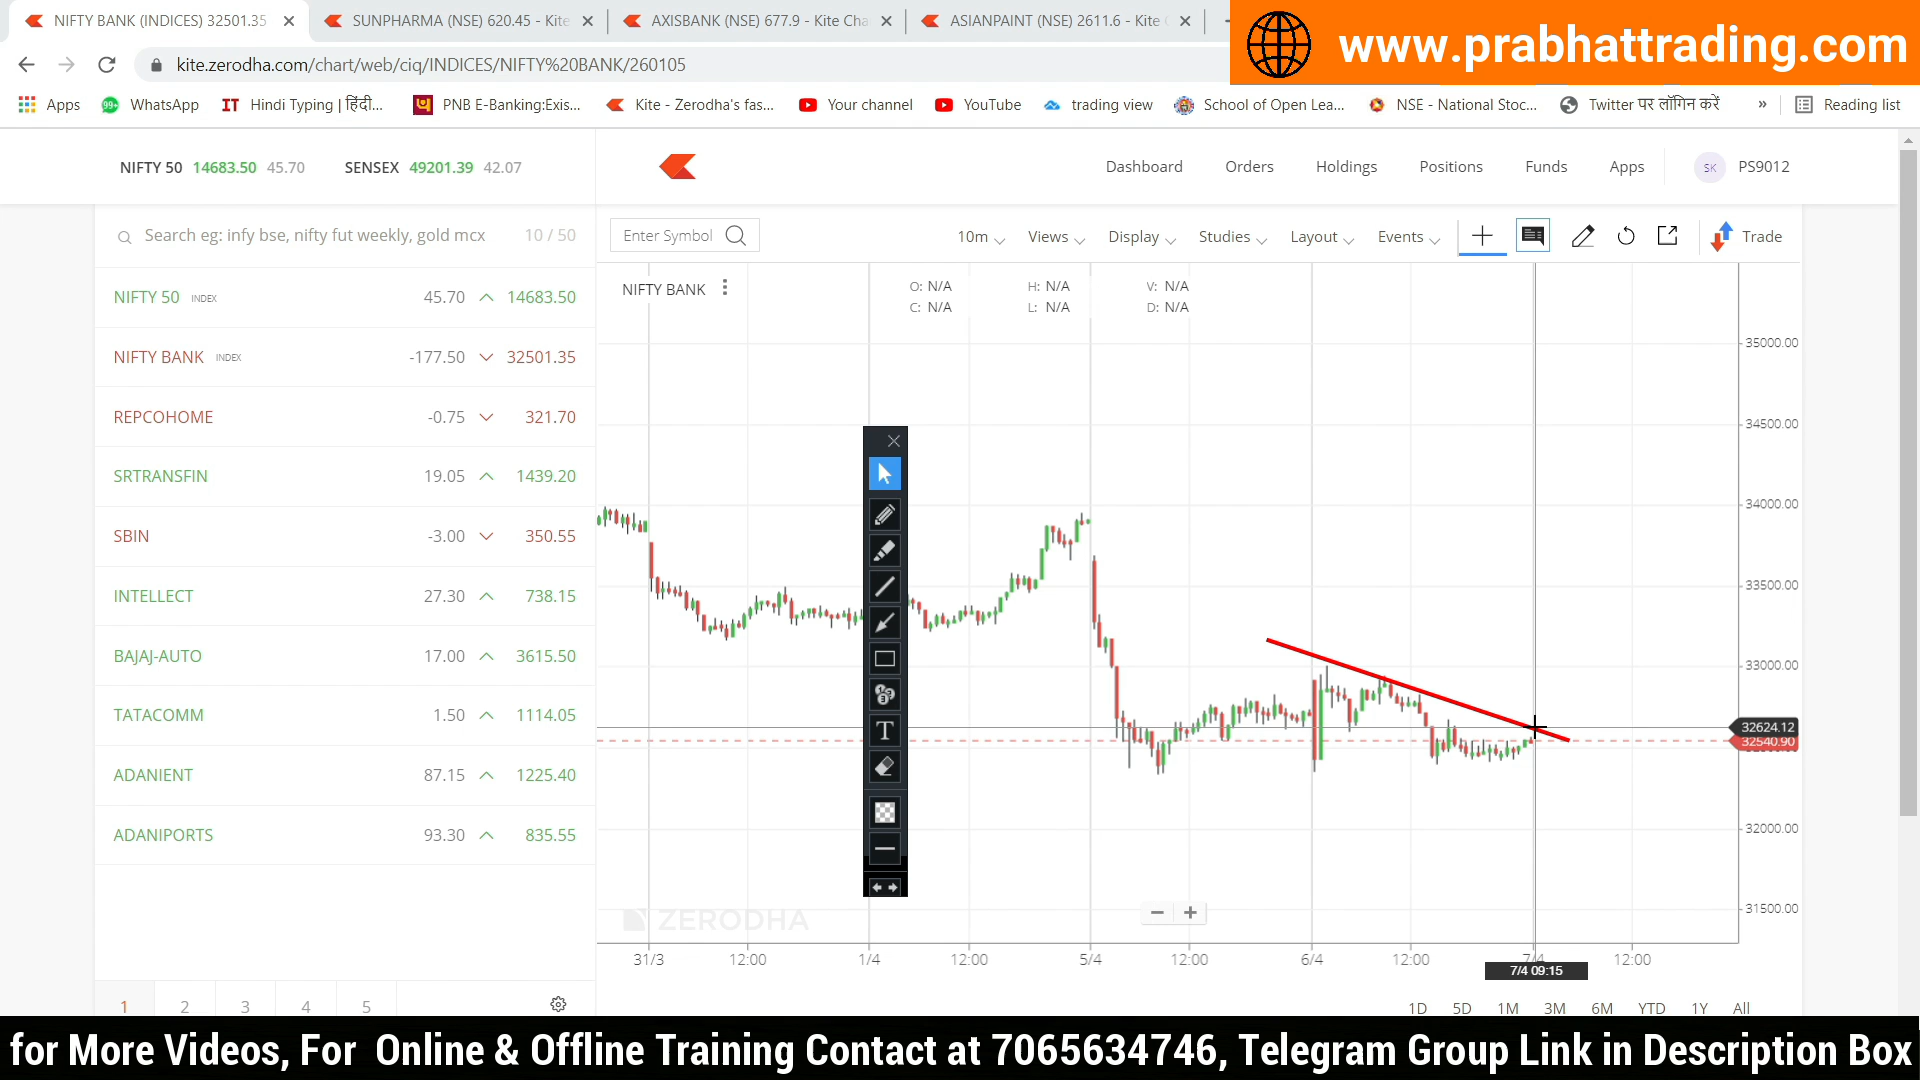 NIFTY BANK (INDICES) 32501.35
SUNPHARMA (NSE) 620.45 - Kite
AXISBANK (NSE) 677.9 - Kite Cha
ASIANPAINT (NSE) 2611.6 - Kite
www.prabhattrading.com
kite.zerodha.com/chart/web/ciq/INDICES/NIFTY%20BANK/260105
Apps
99+
WhatsApp
IT Hindi Typing | हिंदी...
PNB E-Banking:Exis...
Kite - Zerodha's fas...
Your channel
YouTube
trading view
School of Open Lea...
NSE - National Stoc...
Twitter पर लॉगिन करें
»
Reading list
NIFTY 50 14683.50 45.70
SENSEX 49201.39 42.07
Dashboard
Orders
Holdings
Positions
Funds
Apps
SK
PS9012
Search eg: infy bse, nifty fut weekly, gold mcx
10 / 50
Enter Symbol
10m
Views
Display
Studies
Layout
Events
Trade
NIFTY 50 INDEX 45.70 14683.50
NIFTY BANK INDEX -177.50 32501.35
REPCOHOME -0.75 321.70
SRTRANSFIN 19.05 1439.20
SBIN -3.00 350.55
INTELLECT 27.30 738.15
BAJAJ-AUTO 17.00 3615.50
TATACOMM 1.50 1114.05
ADANIENT 87.15 1225.40
ADANIPORTS 93.30 835.55
1 2 3 4 5
NIFTY BANK
O: N/A H: N/A V: N/A
C: N/A L: N/A D: N/A
35000.00
34500.00
34000.00
33500.00
33000.00
32624.12
32540.90
32000.00
31500.00
T
ZERODHA
31/3 12:00 1/4 12:00 5/4 12:00 6/4 12:00 7/4 12:00
7/4 09:15
1D 5D 1M 3M 6M YTD 1Y All
for More Videos, For Online & Offline Training Contact at 7065634746, Telegram Group Link in Description Box